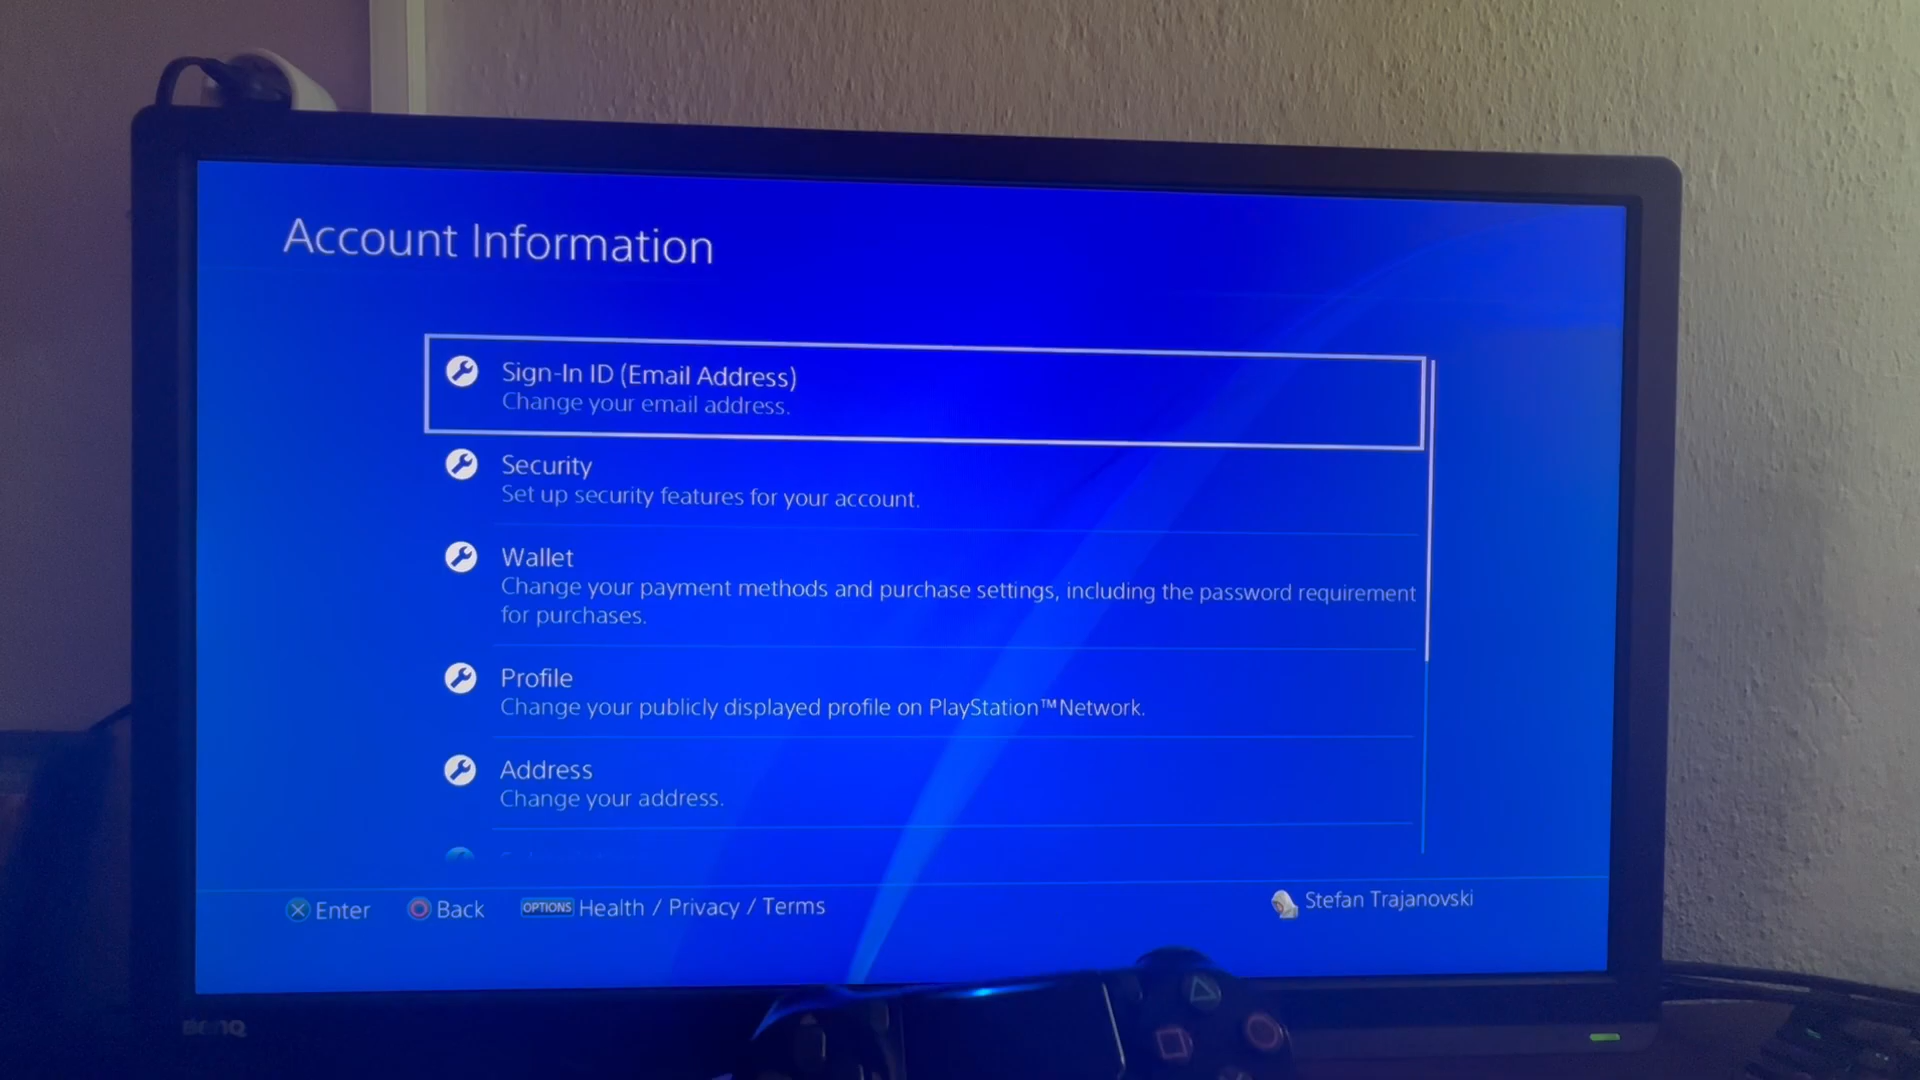 Account Information
Sign-In ID (Email Address)
Change your email address.
Security
Set up security features for your account.
Wallet
Change your payment methods and purchase settings, including the password requirement
for purchases.
Profile
Change your publicly displayed profile on PlayStation™Network.
Address
Change your address.
Enter
Back
OPTIONS Health / Privacy / Terms
Stefan Trajanovski
BenQ